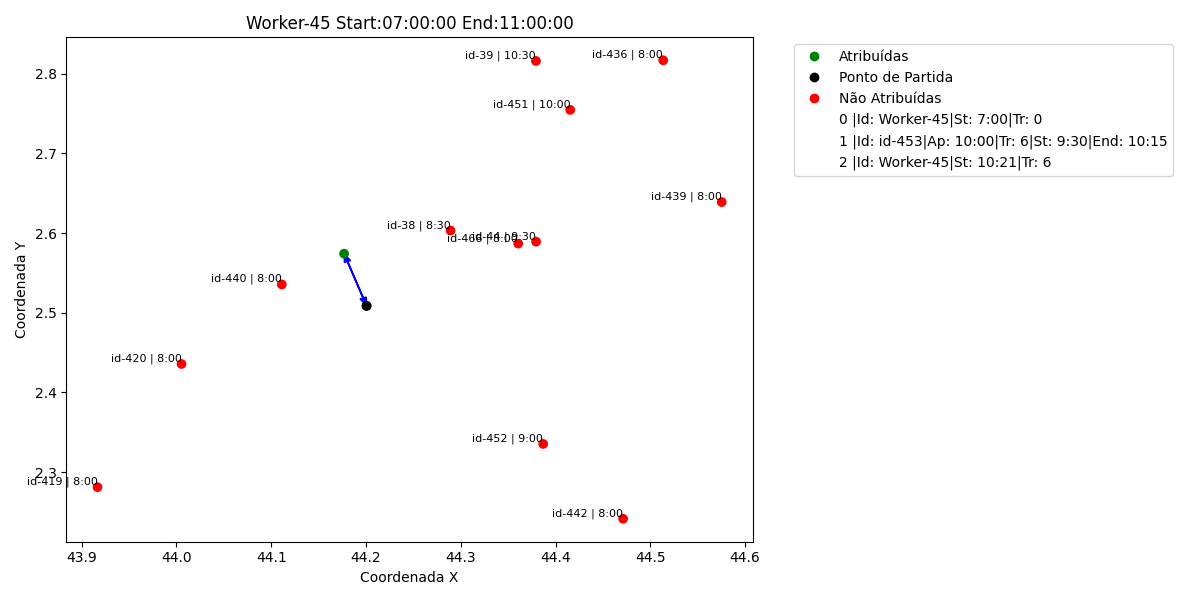 Worker-45 Start:07:00:00 End:11:00:00
Atribuídas
Ponto de Partida
Não Atribuídas
0 |Id: Worker-45|St: 7:00|Tr: 0
1 |Id: id-453|Ap: 10:00|Tr: 6|St: 9:30|End: 10:15
2 |Id: Worker-45|St: 10:21|Tr: 6
id-39 | 10:30
id-436 | 8:00
id-451 | 10:00
id-439 | 8:00
id-38 | 8:30
id-440 | 8:00
id-420 | 8:00
id-452 | 9:00
id-419 | 8:00
id-442 | 8:00
Coordenada Y
2.8
2.7
2.6
2.5
2.4
2.3
43.9
44.0
44.1
44.2
44.3
44.4
44.5
44.6
Coordenada X